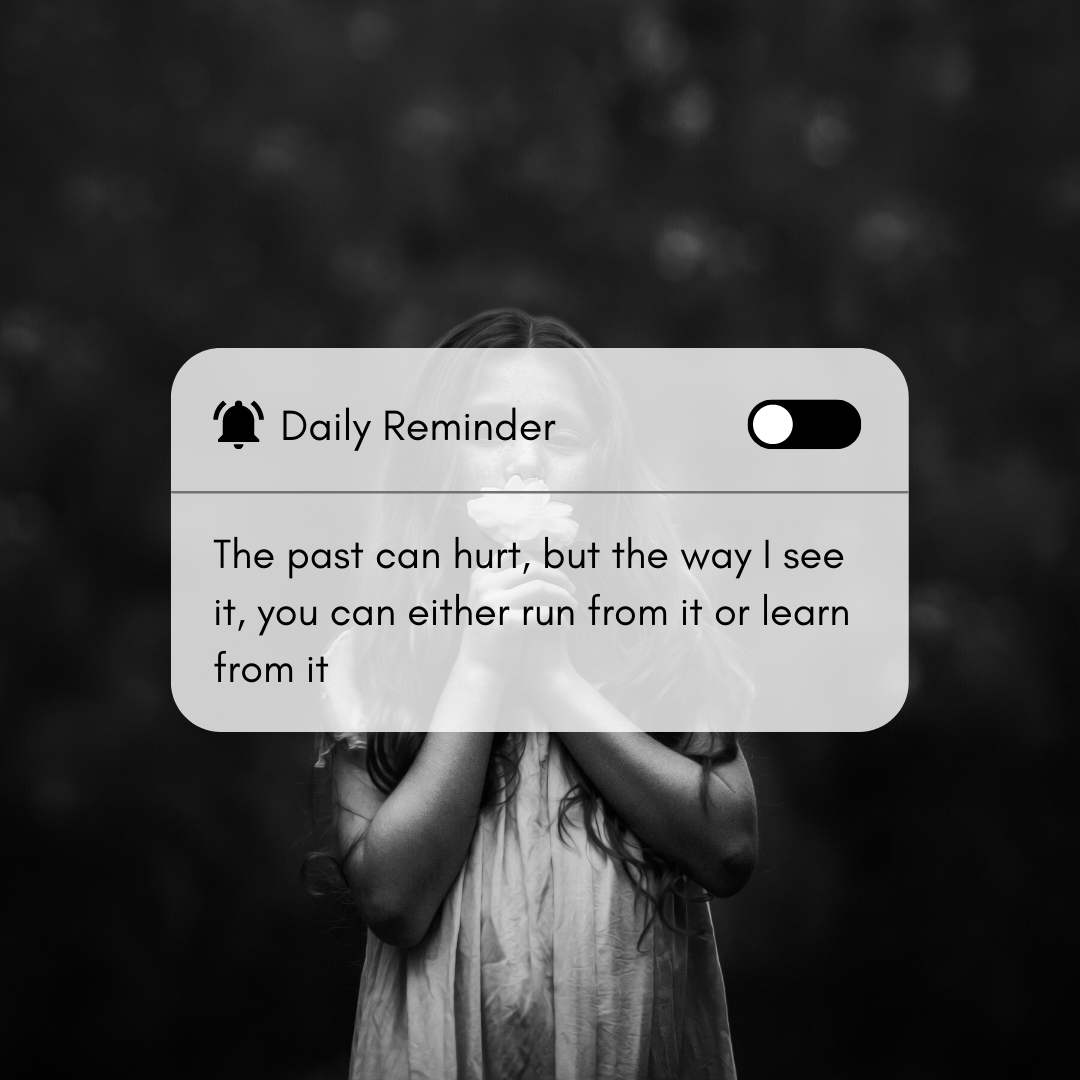 Daily Reminder
The past can hurt, but the way I see
it, you can either run from it or learn
from it